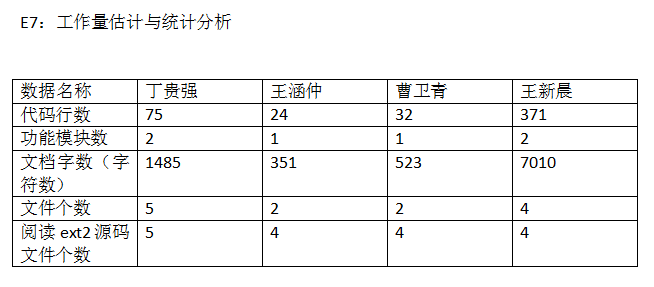 E7：工作量估计与统计分析
数据名称 丁贵强 王涵仲 曹卫青 王新晨
代码行数 75 24 32 371
功能模块数 2 1 1 2
文档字数（字 1485 351 523 7010
符数）
文件个数 5 2 2 4
阅读 ext2 源码 5 4 4 4
文件个数